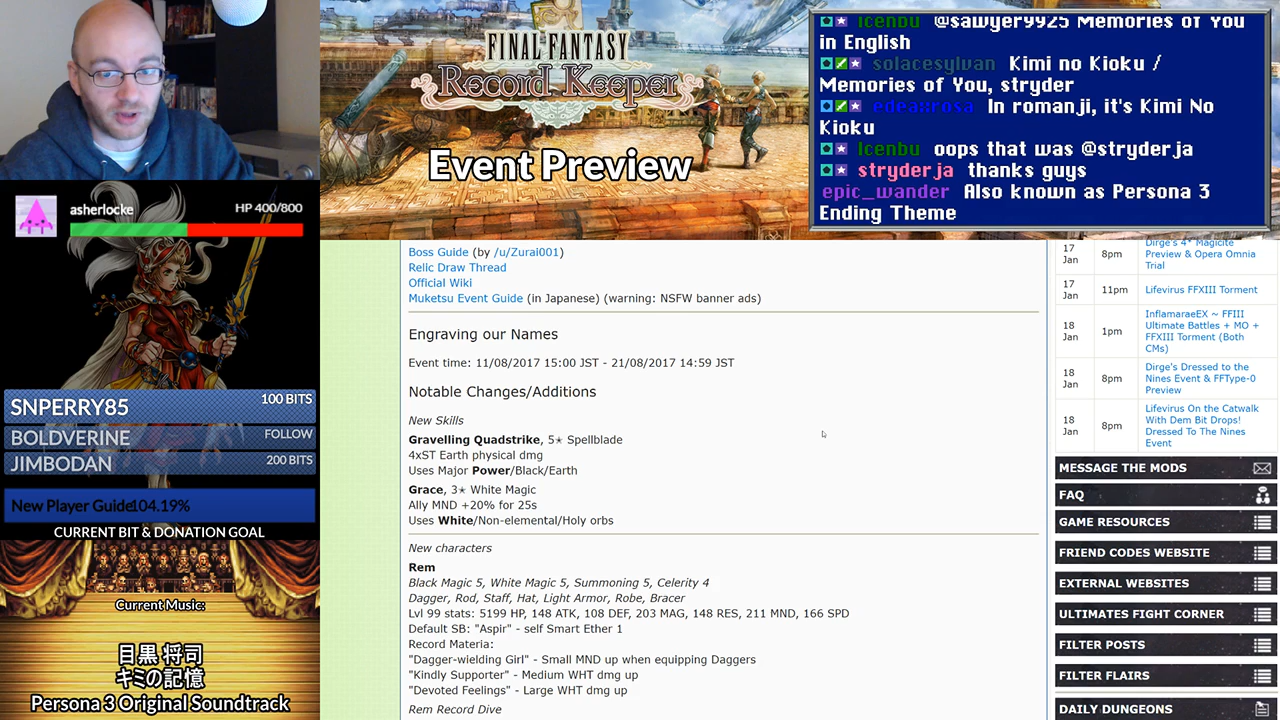 FINAL FANTASY
Record Keeper
Event Preview
Icenbu @sawyer9925 Memories of You
in English
solacesylvan Kimi no Kioku /
Memories of You, stryder
edeaxrosa In romanji, it's Kimi No
Kioku
Icenbu oops that was @stryderja
stryderja thanks guys
epic_wander Also known as Persona 3
Ending Theme
asherlocke
HP 400/800
SNPERRY85
100 BITS
BOLDVERINE
FOLLOW
JIMBODAN
200 BITS
New Player Guide104.19%
CURRENT BIT & DONATION GOAL
Current Music:
目黒 将司
キミの記憶
Persona 3 Original Soundtrack
Boss Guide (by /u/Zurai001)
Relic Draw Thread
Official Wiki
Muketsu Event Guide (in Japanese) (warning: NSFW banner ads)
Engraving our Names
Event time: 11/08/2017 15:00 JST - 21/08/2017 14:59 JST
Notable Changes/Additions
New Skills
Gravelling Quadstrike, 5★ Spellblade
4xST Earth physical dmg
Uses Major Power/Black/Earth
Grace, 3★ White Magic
Ally MND +20% for 25s
Uses White/Non-elemental/Holy orbs
New characters
Rem
Black Magic 5, White Magic 5, Summoning 5, Celerity 4
Dagger, Rod, Staff, Hat, Light Armor, Robe, Bracer
Lvl 99 stats: 5199 HP, 148 ATK, 108 DEF, 203 MAG, 148 RES, 211 MND, 166 SPD
Default SB: "Aspir" - self Smart Ether 1
Record Materia:
"Dagger-wielding Girl" - Small MND up when equipping Daggers
"Kindly Supporter" - Medium WHT dmg up
"Devoted Feelings" - Large WHT dmg up
Rem Record Dive
17
Jan
8pm
Dirge's 4* Magicite
Preview & Opera Omnia
Trial
17
Jan
11pm
Lifevirus FFXIII Torment
18
Jan
1pm
InflamaraeEX ~ FFIII
Ultimate Battles + MO +
FFXIII Torment (Both
CMs)
18
Jan
8pm
Dirge's Dressed to the
Nines Event & FFType-0
Preview
18
Jan
8pm
Lifevirus On the Catwalk
With Dem Bit Drops!
Dressed To The Nines
Event
MESSAGE THE MODS
FAQ
GAME RESOURCES
FRIEND CODES WEBSITE
EXTERNAL WEBSITES
ULTIMATES FIGHT CORNER
FILTER POSTS
FILTER FLAIRS
DAILY DUNGEONS